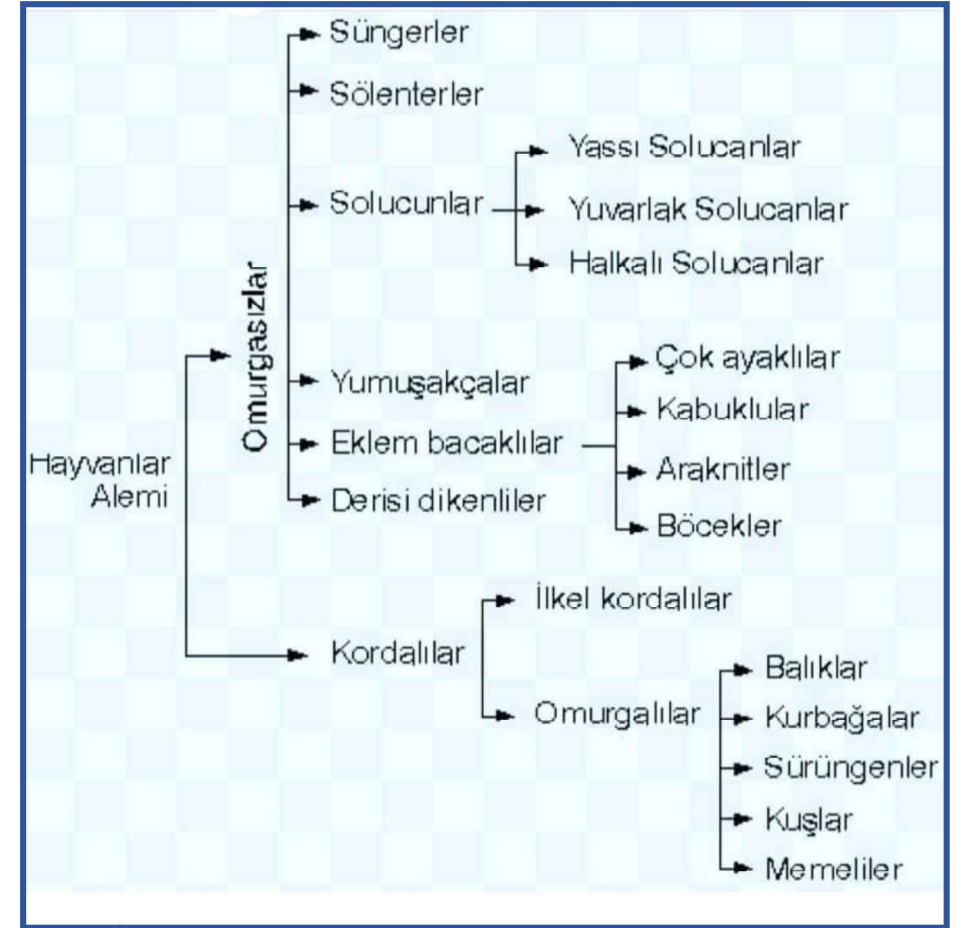 Süngerler
Sölenterler
Solucunlar
Yassı Solucanlar
Yuvarlak Solucanlar
Halkalı Solucanlar
Omurgasızlar
Yumuşakçalar
Eklem bacaklılar
Derisi dikenliler
Çok ayaklılar
Kabuklular
Araknitler
Böcekler
Hayvanlar
Alemi
Kordalılar
İlkel kordalılar
Omurgalılar
Balıklar
Kurbağalar
Sürüngenler
Kuşlar
Memeliler